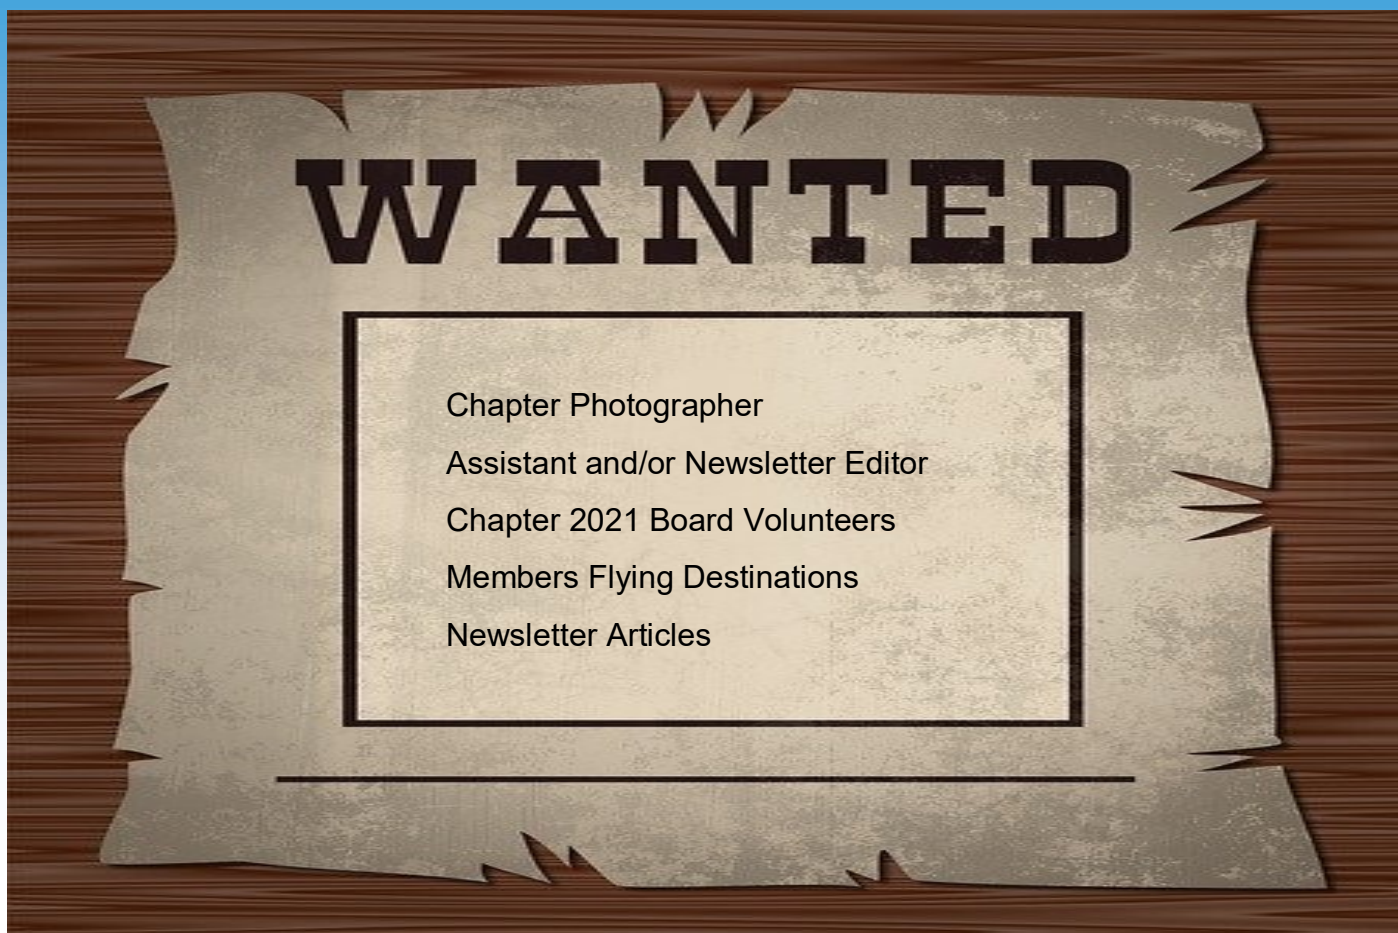 WANTED
Chapter Photographer
Assistant and/or Newsletter Editor
Chapter 2021 Board Volunteers
Members Flying Destinations
Newsletter Articles